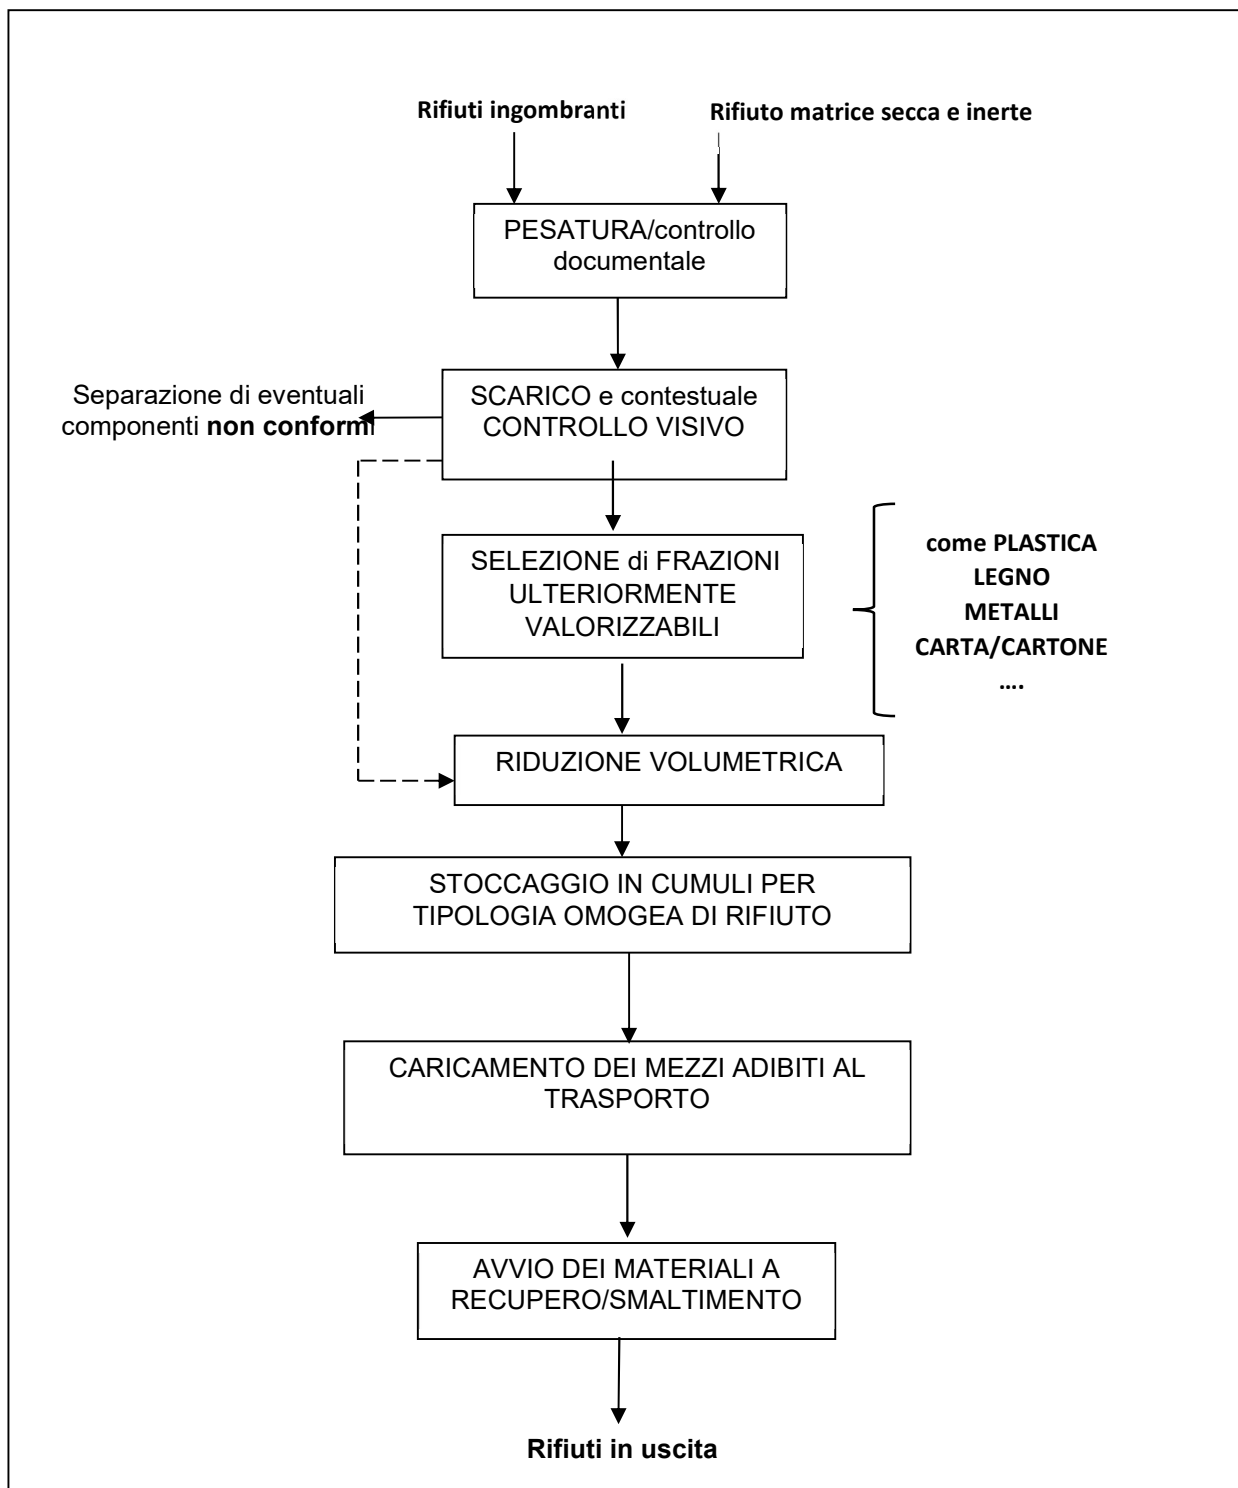 Rifiuti ingombranti
Rifiuto matrice secca e inerte
PESATURA/controllo
documentale
Separazione di eventuali
componenti non conformi
SCARICO e contestuale
CONTROLLO VISIVO
SELEZIONE di FRAZIONI
ULTERIORMENTE
VALORIZZABILI
come PLASTICA
LEGNO
METALLI
CARTA/CARTONE
....
RIDUZIONE VOLUMETRICA
STOCCAGGIO IN CUMULI PER
TIPOLOGIA OMOGEA DI RIFIUTO
CARICAMENTO DEI MEZZI ADIBITI AL
TRASPORTO
AVVIO DEI MATERIALI A
RECUPERO/SMALTIMENTO
Rifiuti in uscita